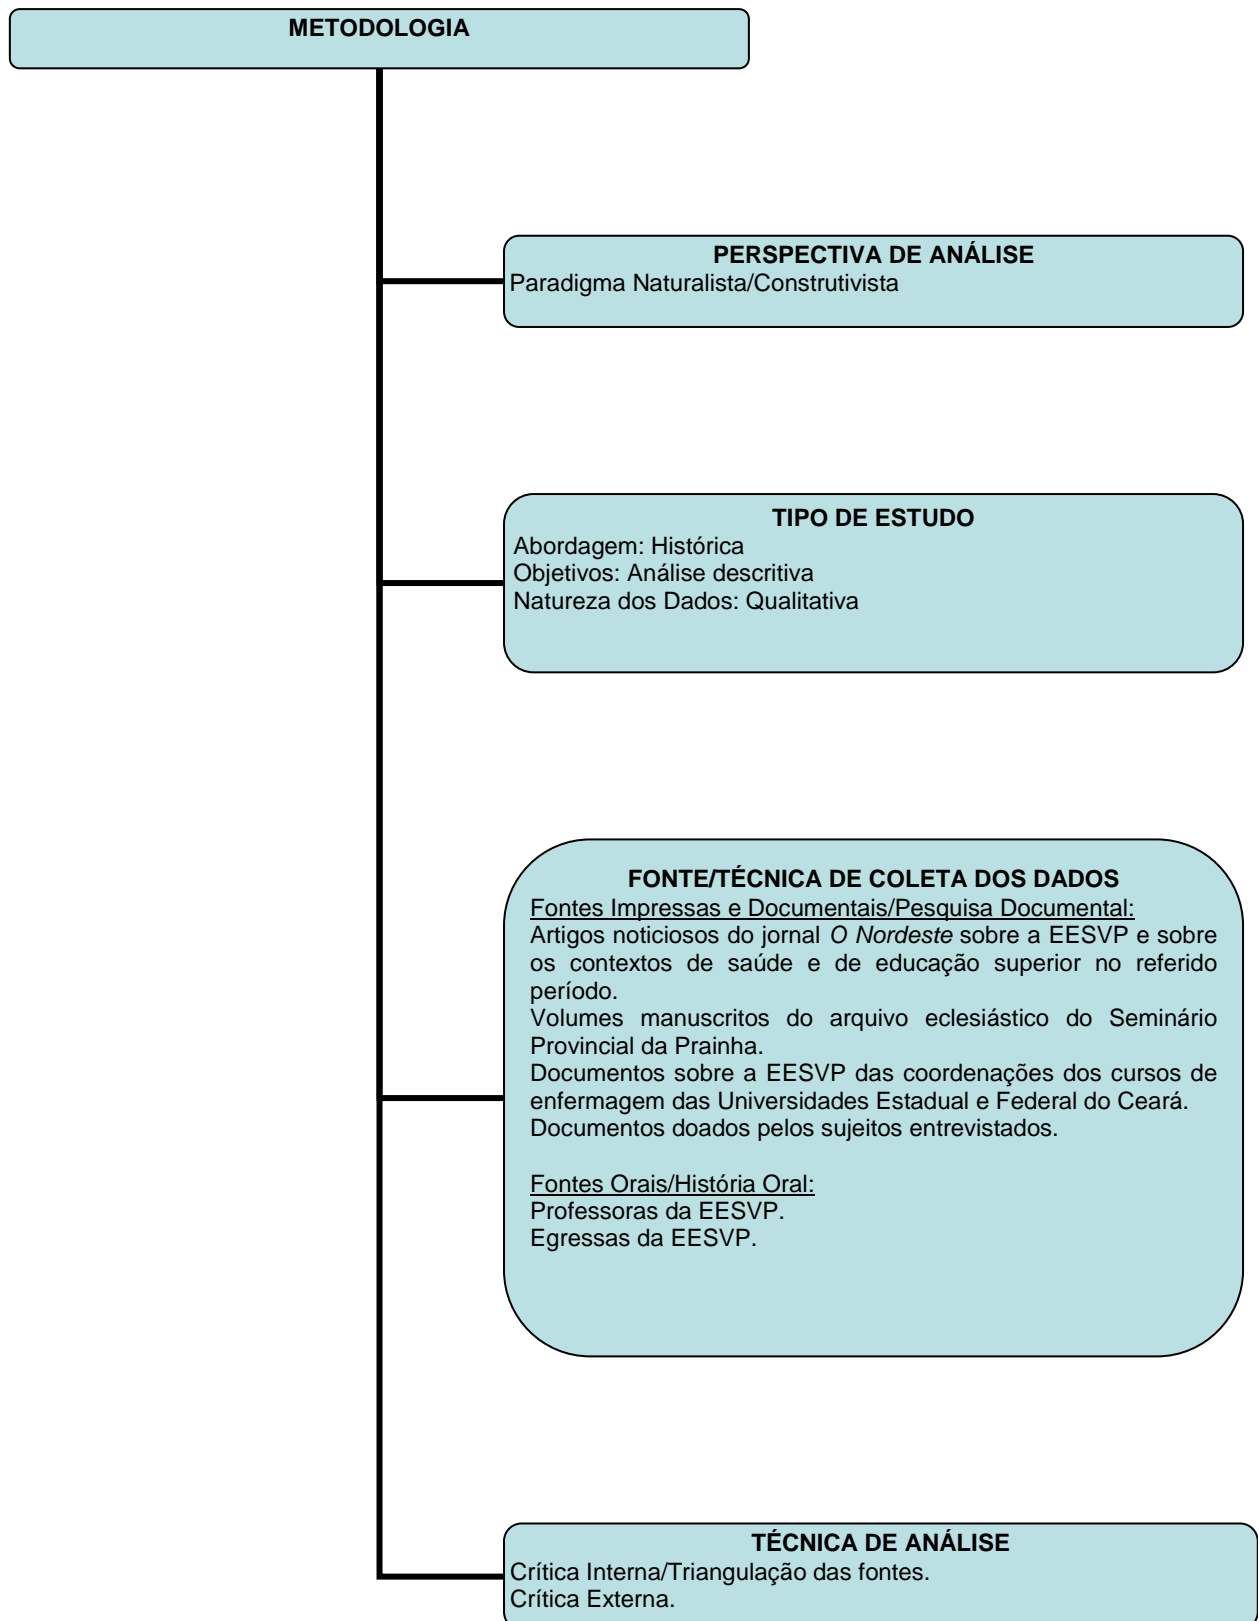 METODOLOGIA
PERSPECTIVA DE ANÁLISE
Paradigma Naturalista/Construtivista
TIPO DE ESTUDO
Abordagem: Histórica
Objetivos: Análise descritiva
Natureza dos Dados: Qualitativa
FONTE/TÉCNICA DE COLETA DOS DADOS
Fontes Impressas e Documentais/Pesquisa Documental:
Artigos noticiosos do jornal O Nordeste sobre a EESVP e sobre
os contextos de saúde e de educação superior no referido
período.
Volumes manuscritos do arquivo eclesiástico do Seminário
Provincial da Prainha.
Documentos sobre a EESVP das coordenações dos cursos de
enfermagem das Universidades Estadual e Federal do Ceará.
Documentos doados pelos sujeitos entrevistados.
Fontes Orais/História Oral:
Professoras da EESVP.
Egressas da EESVP.
TÉCNICA DE ANÁLISE
Crítica Interna/Triangulação das fontes.
Crítica Externa.